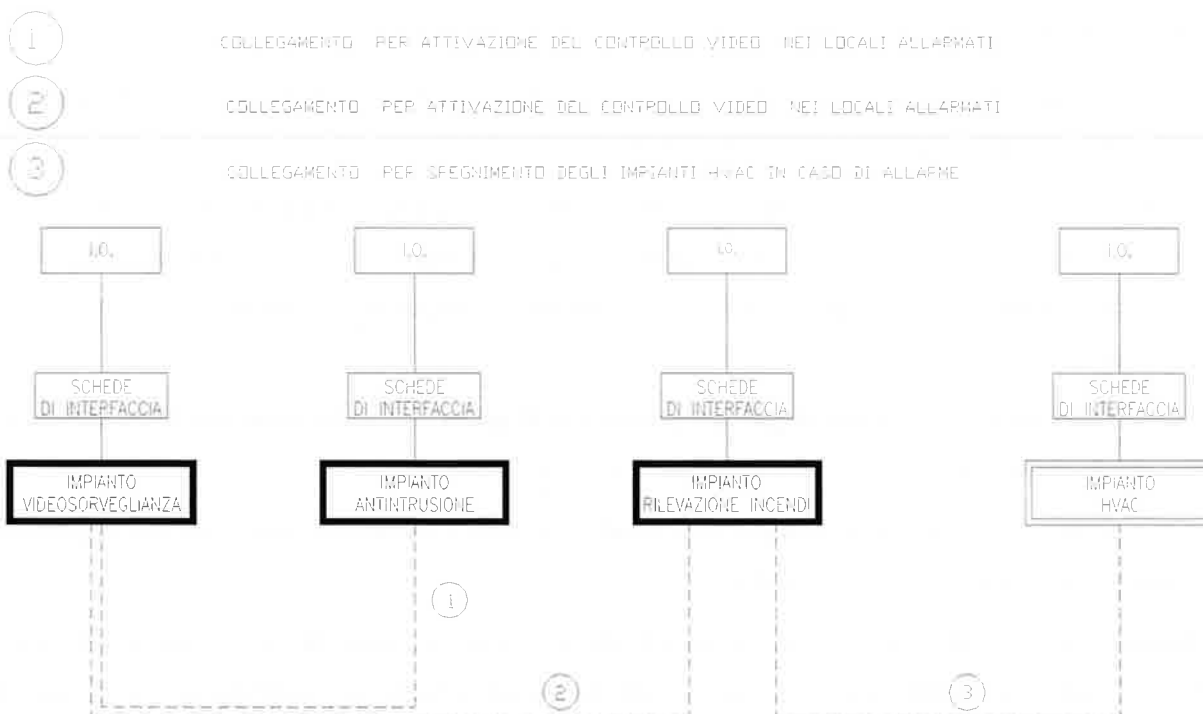 1 COLLEGAMENTO PER ATTIVAZIONE DEL CONTROLLO VIDEO NEI LOCALI ALLARMATI
2 COLLEGAMENTO PER ATTIVAZIONE DEL CONTROLLO VIDEO NEI LOCALI ALLARMATI
3 COLLEGAMENTO PER SPEGNIMENTO DEGLI IMPIANTI HVAC IN CASO DI ALLARME
I.O.
I.O.
I.O.
I.O.
SCHEDE
DI INTERFACCIA
SCHEDE
DI INTERFACCIA
SCHEDE
DI INTERFACCIA
SCHEDE
DI INTERFACCIA
IMPIANTO
VIDEOSORVEGLIANZA
IMPIANTO
ANTINTRUSIONE
IMPIANTO
RILEVAZIONE INCENDI
IMPIANTO
HVAC
1
2
3